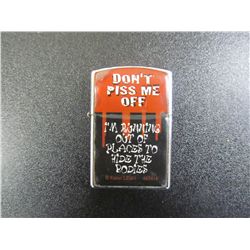 DON'T
PISS ME
OFF
I'M RUNNING
OUT OF
PLACES TO
HIDE THE
BODIES